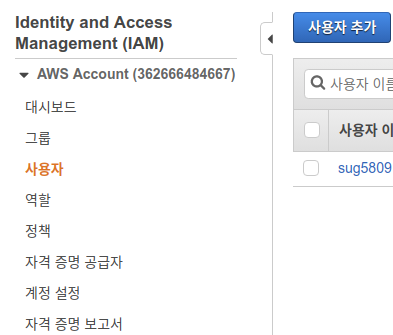 Identity and Access
Management (IAM)
AWS Account (362666484667)
대시보드
그룹
사용자
역할
정책
자격 증명 공급자
계정 설정
자격 증명 보고서
사용자 추가
사용자 이름
사용자 이
sug5809